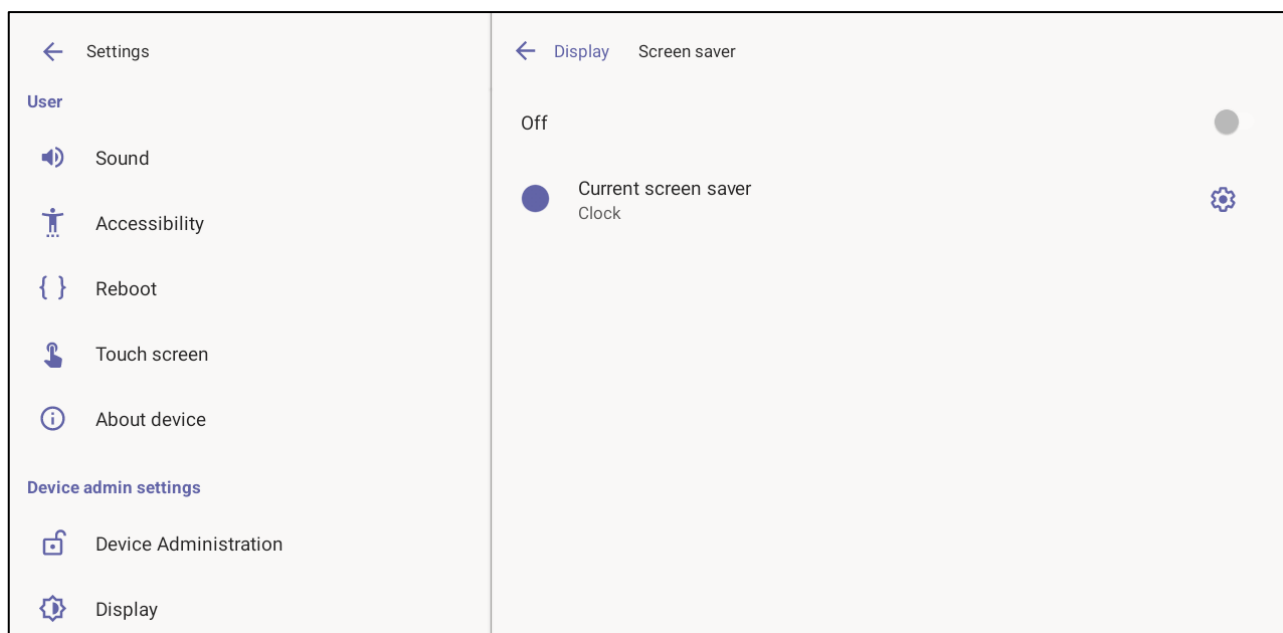 Settings
User
Sound
Accessibility
Reboot
Touch screen
About device
Device admin settings
Device Administration
Display
Display Screen saver
Off
Current screen saver
Clock